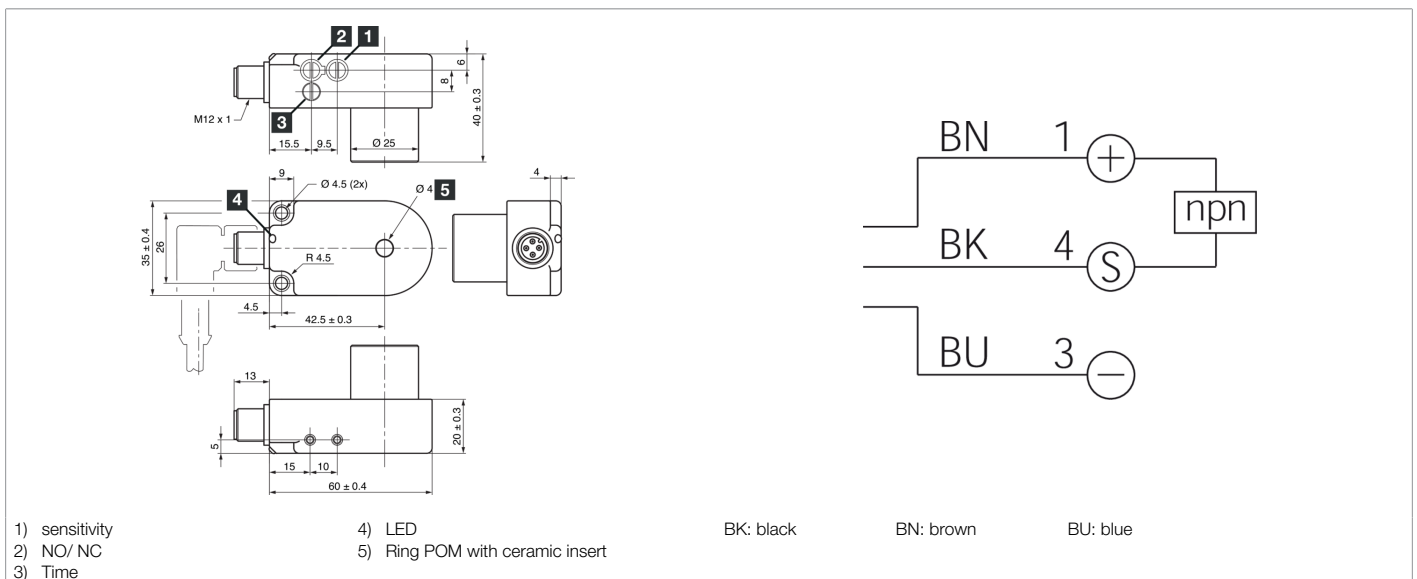 2 1
6
8
40 ± 0.3
M12 x 1
3
15.5 9.5 Ø 25
9
Ø 4.5 (2x)
4
Ø 4 5
4
35 ± 0.4
26
R 4.5
4.5
42.5 ± 0.3
13
20 ± 0.3
5
15 10
60 ± 0.4
BN 1 +
npn
BK 4 S
BU 3 −
1) sensitivity
2) NO/ NC
3) Time
4) LED
5) Ring POM with ceramic insert
BK: black BN: brown BU: blue